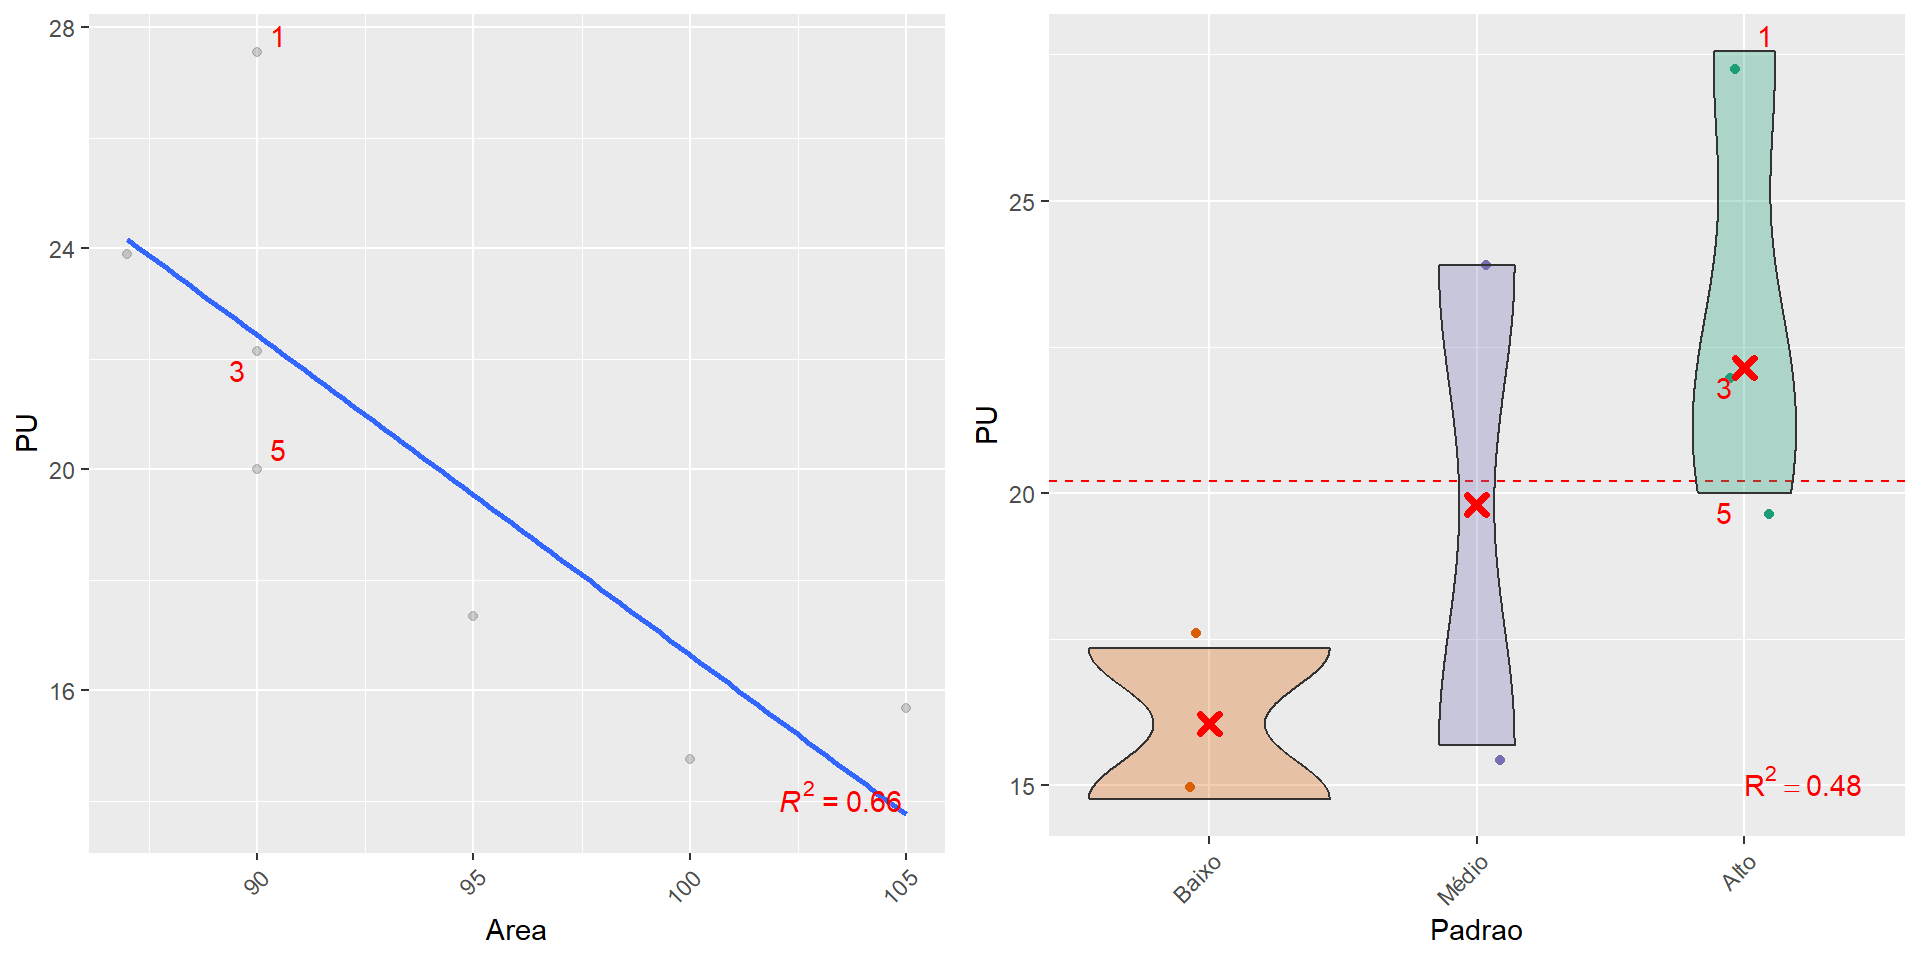 28
24
20
16
PU
1
3
5
R² = 0.66
90
95
100
105
Area
25
20
15
PU
1
3
5
R² = 0.48
Baixo
Médio
Alto
Padrao